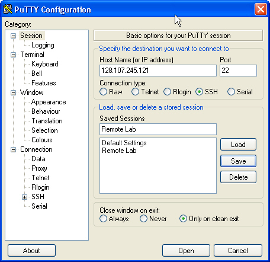 PuTTY Configuration
Category:
Session
Logging
Terminal
Keyboard
Bell
Features
Window
Appearance
Behaviour
Translation
Selection
Colours
Connection
Data
Proxy
Telnet
Rlogin
SSH
Serial
Basic options for your PuTTY session
Specify the destination you want to connect to
Host Name (or IP address) Port
128.187.245.121 22
Connection type:
Raw Telnet Rlogin SSH Serial
Load, save or delete a stored session
Saved Sessions
Remote Lab
Default Settings
Remote Lab
Load
Save
Delete
Close window on exit:
Always Never Only on clean exit
About Open Cancel